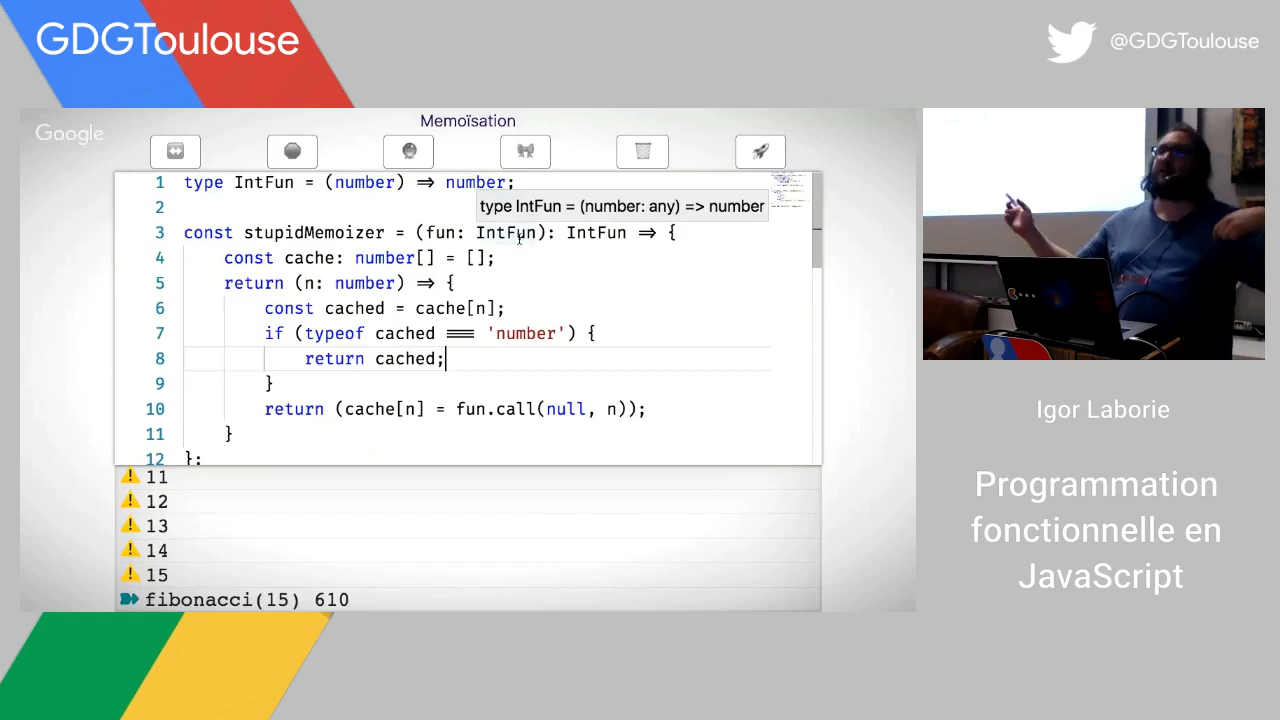 GDGToulouse
@GDGToulouse
Google
Memoïsation
1 type IntFun = (number) => number;
type IntFun = (number: any) => number
2
3 const stupidMemoizer = (fun: IntFun): IntFun => {
4 const cache: number[] = [];
5 return (n: number) => {
6 const cached = cache[n];
7 if (typeof cached === 'number') {
8 return cached;
9 }
10 return (cache[n] = fun.call(null, n));
11 }
12 };
11
12
13
14
15
fibonacci(15) 610
Igor Laborie
Programmation
fonctionnelle en
JavaScript